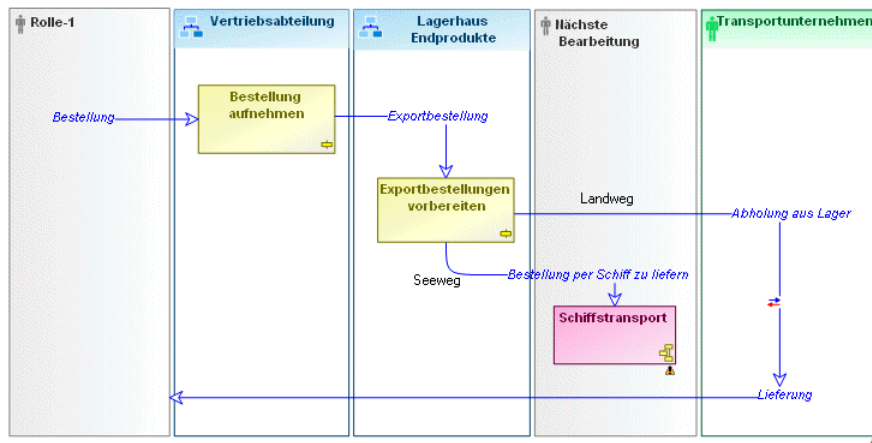 Rolle-1
Vertriebsabteilung
Lagerhaus
Endprodukte
Nächste
Bearbeitung
Transportunternehmen
Bestellung
Bestellung
aufnehmen
Exportbestellung
Exportbestellungen
vorbereiten
Landweg
Abholung aus Lager
Seeweg
Bestellung per Schiff zu liefern
Schiffstransport
Lieferung